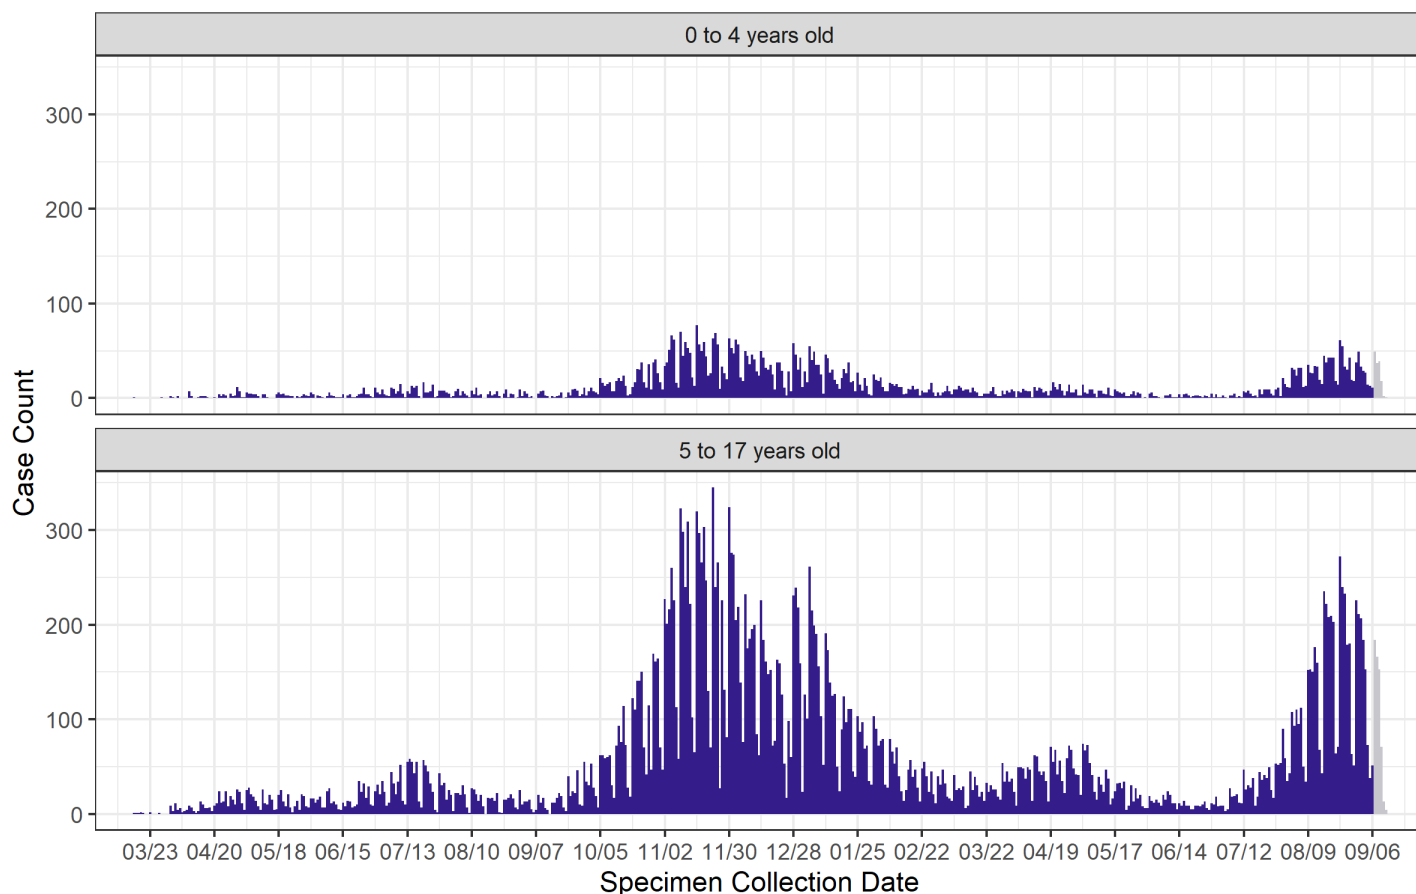 0 to 4 years old
300
200
100
0
5 to 17 years old
300
200
100
0
Case Count
03/23 04/20 05/18 06/15 07/13 08/10 09/07 10/05 11/02 11/30 12/28 01/25 02/22 03/22 04/19 05/17 06/14 07/12 08/09 09/06
Specimen Collection Date